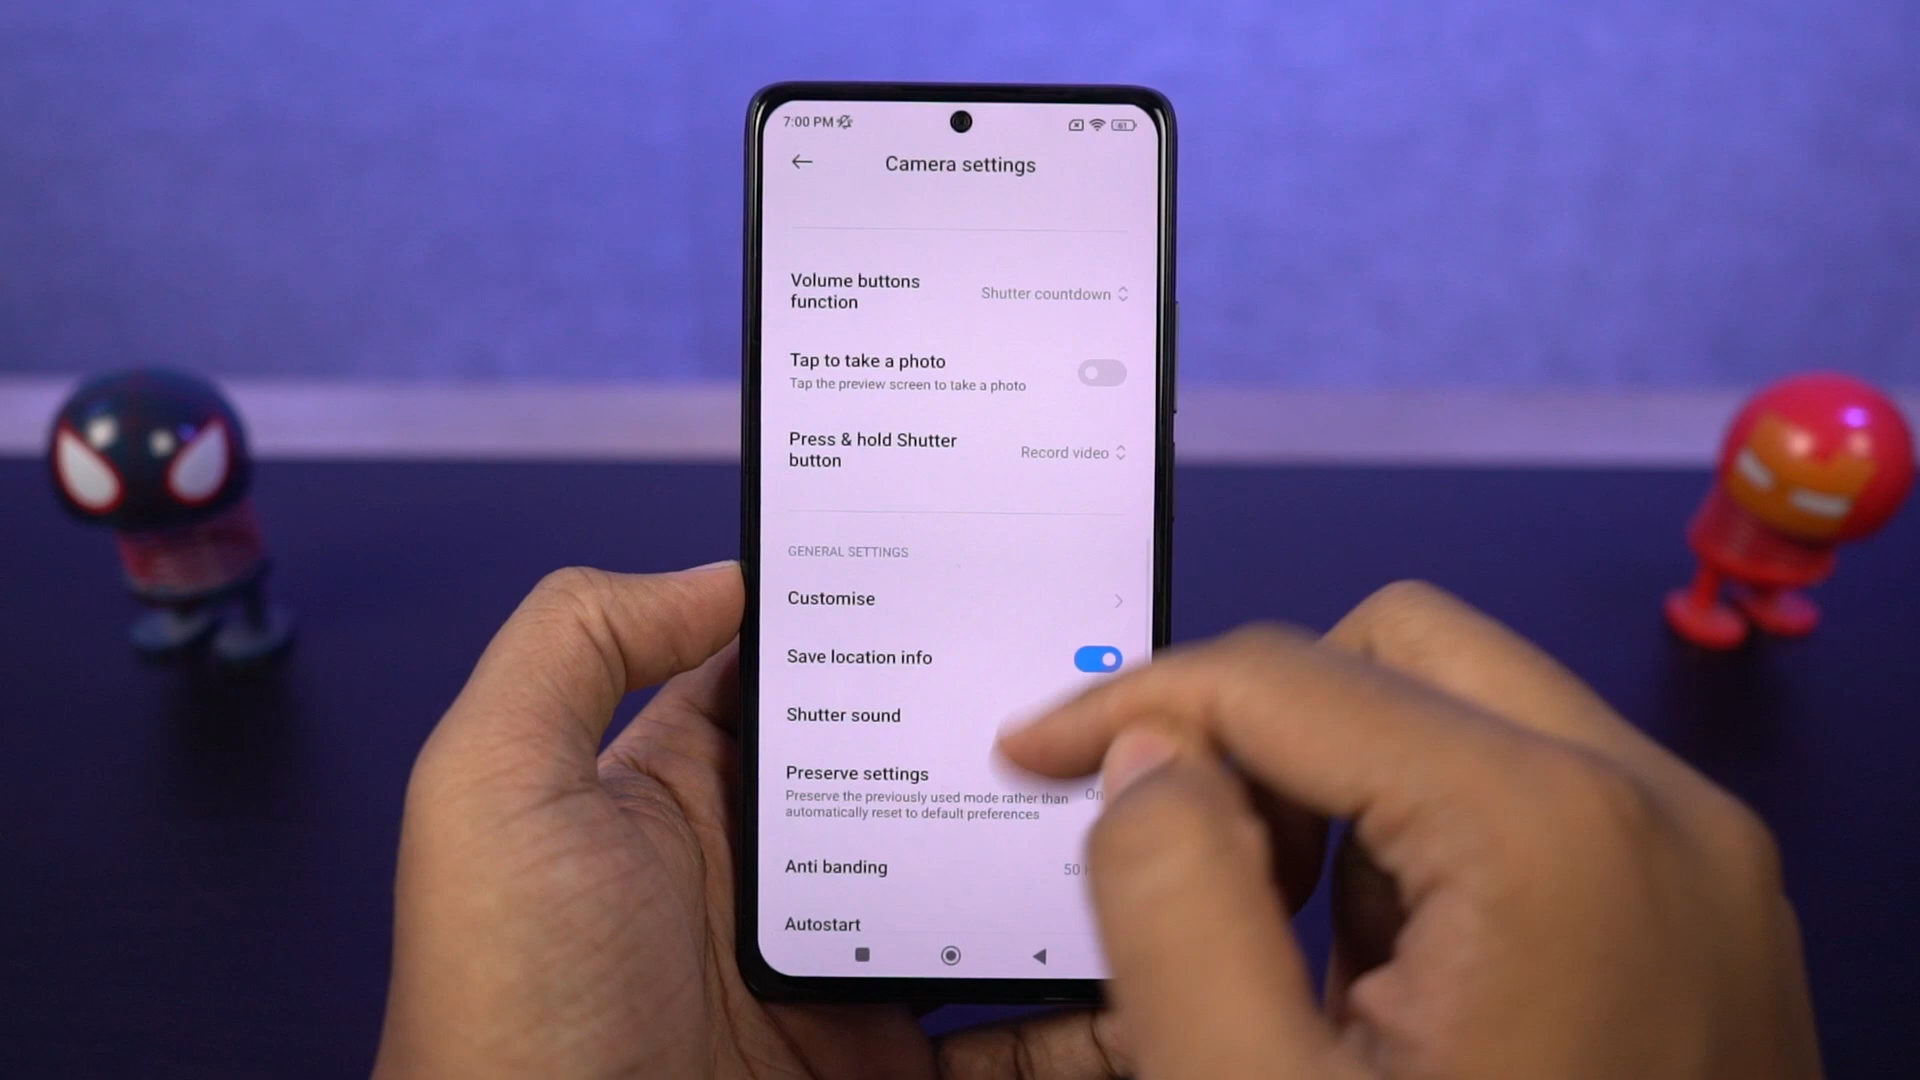 7:00 PM
61
Camera settings
Volume buttons
function
Shutter countdown
Tap to take a photo
Tap the preview screen to take a photo
Press & hold Shutter
button
Record video
GENERAL SETTINGS
Customise
Save location info
Shutter sound
Preserve settings
Preserve the previously used mode rather than
automatically reset to default preferences
On
Anti banding
50
Autostart